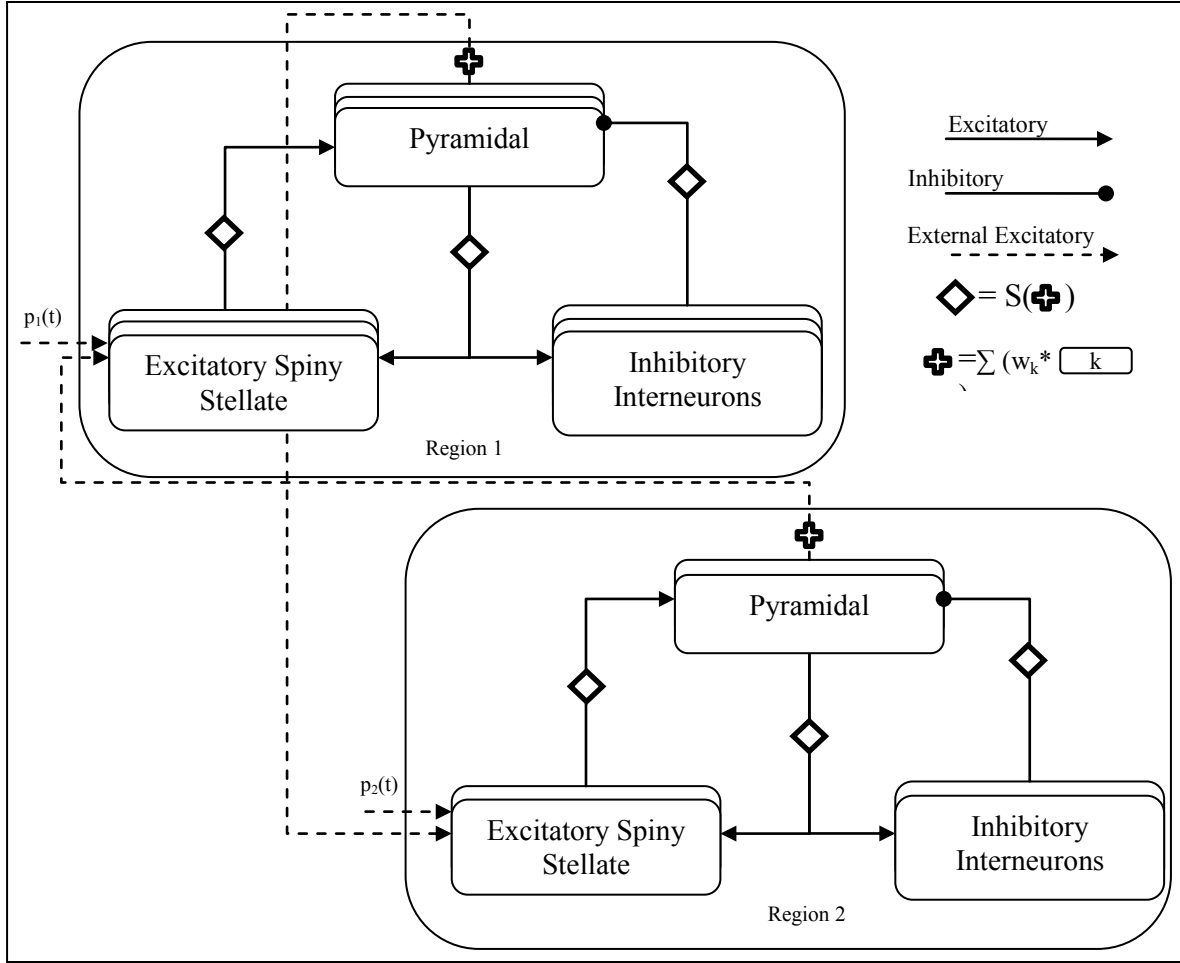 Pyramidal
Excitatory Spiny
Stellate
Inhibitory
Interneurons
p₁(t)
Region 1
Excitatory
Inhibitory
External Excitatory
= S( )
=∑ (wₖ* k
Pyramidal
Excitatory Spiny
Stellate
Inhibitory
Interneurons
p₂(t)
Region 2